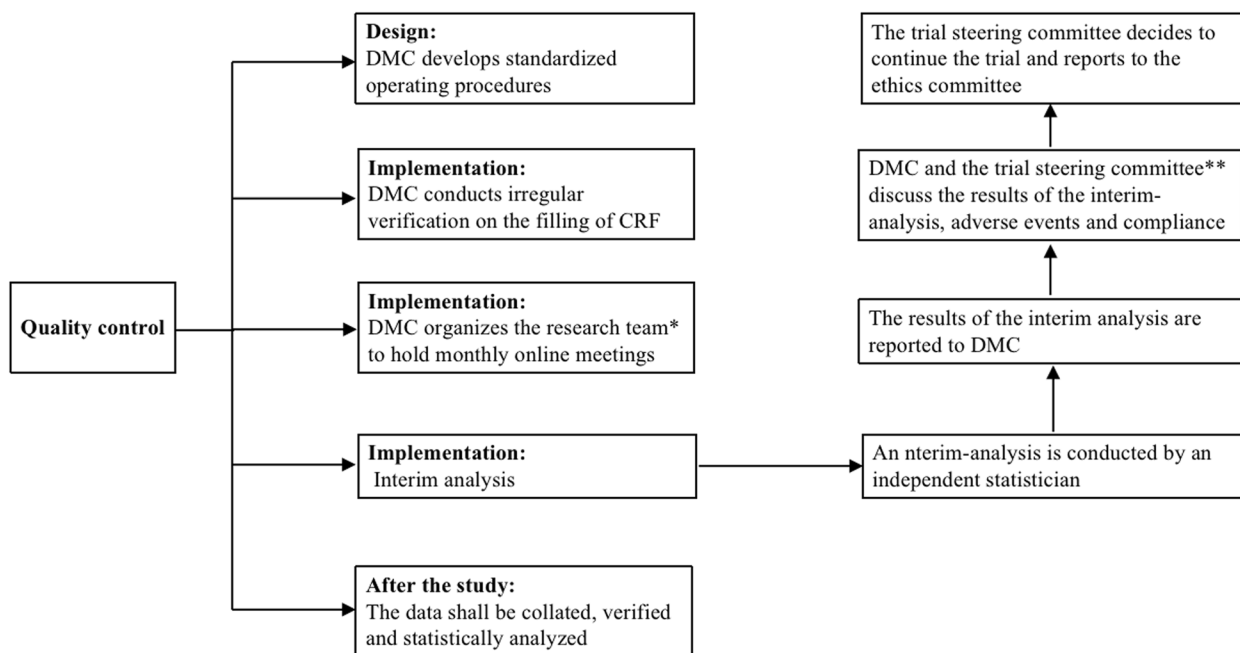 Quality control
Design:
DMC develops standardized
operating procedures
Implementation:
DMC conducts irregular
verification on the filling of CRF
Implementation:
DMC organizes the research team*
to hold monthly online meetings
Implementation:
Interim analysis
After the study:
The data shall be collated, verified
and statistically analyzed
The trial steering committee decides to
continue the trial and reports to the
ethics committee
DMC and the trial steering committee**
discuss the results of the interim-
analysis, adverse events and compliance
The results of the interim analysis are
reported to DMC
An nterim-analysis is conducted by an
independent statistician